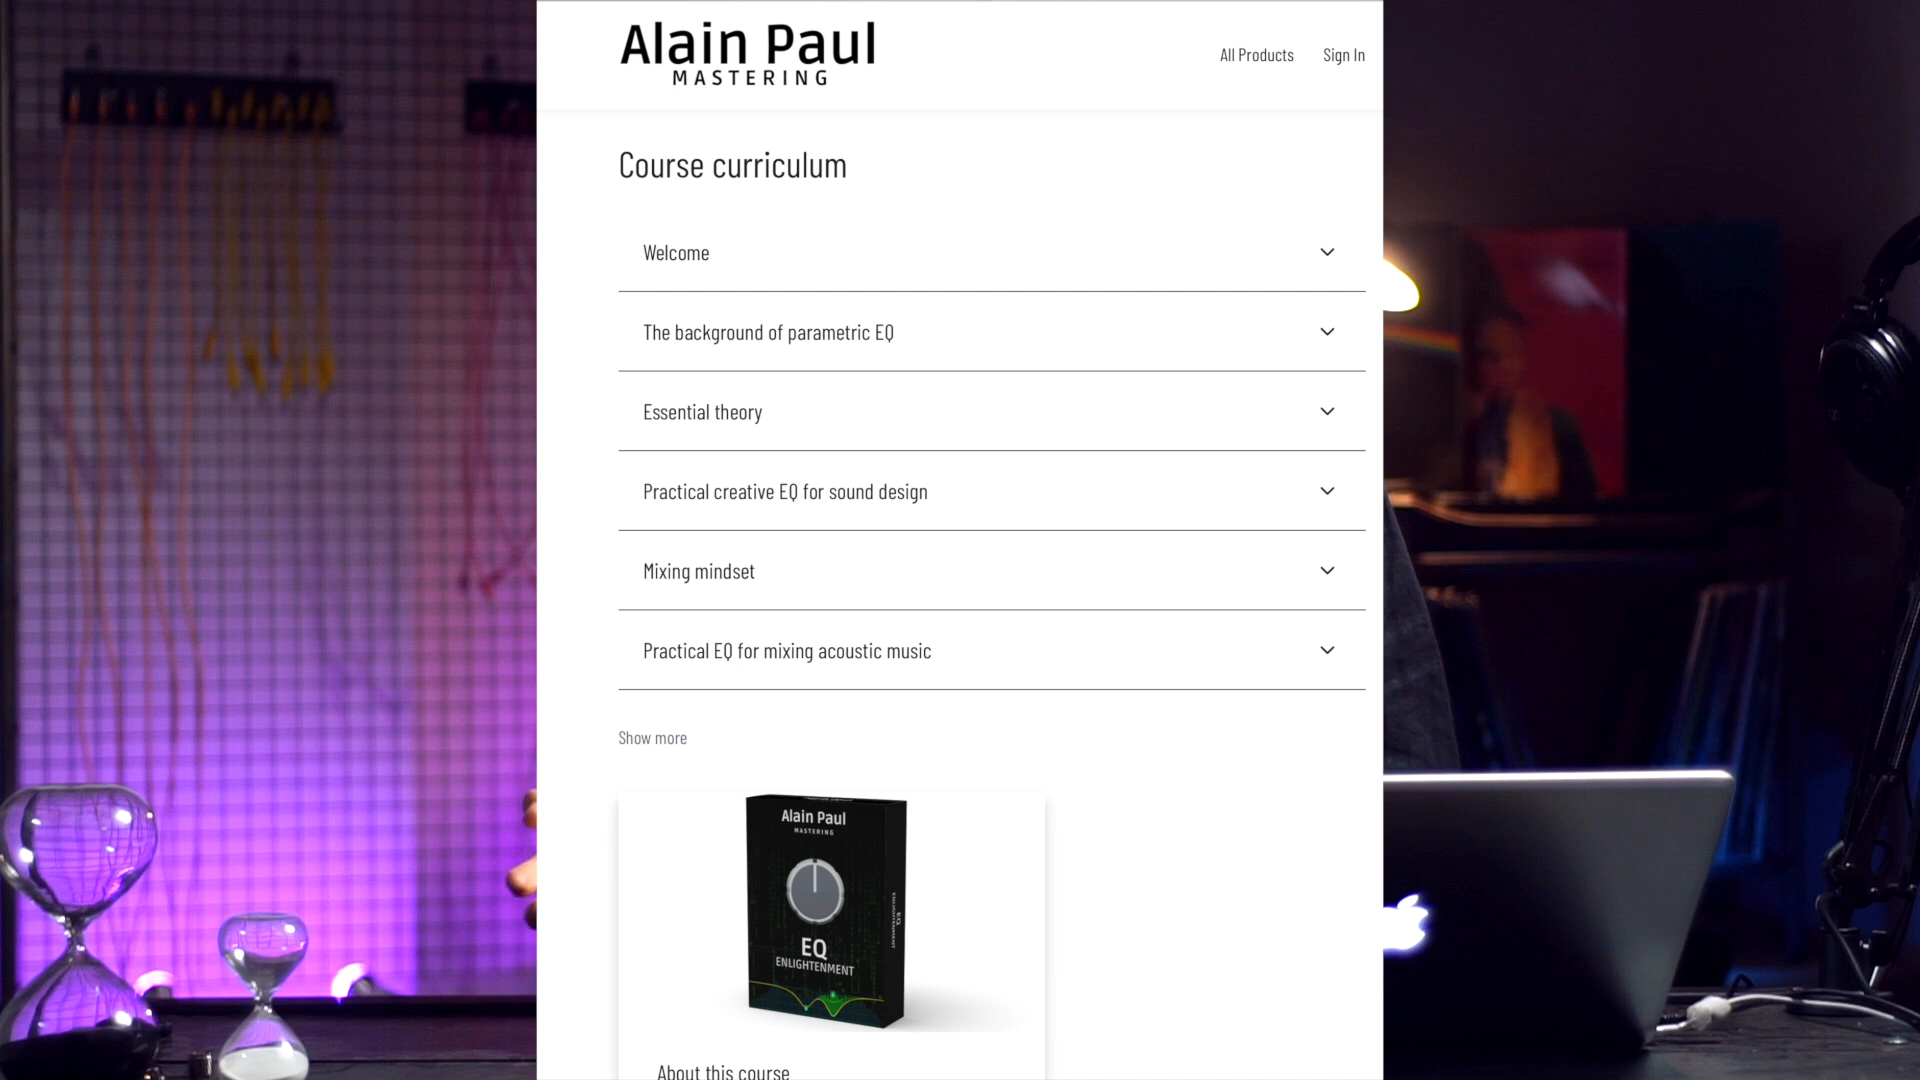 Alain Paul
MASTERING
All Products
Sign In
Course curriculum
Welcome
The background of parametric EQ
Essential theory
Practical creative EQ for sound design
Mixing mindset
Practical EQ for mixing acoustic music
Show more
Alain Paul
MASTERING
EQ
ENLIGHTENMENT
EQ
ENLIGHTENMENT
About this course